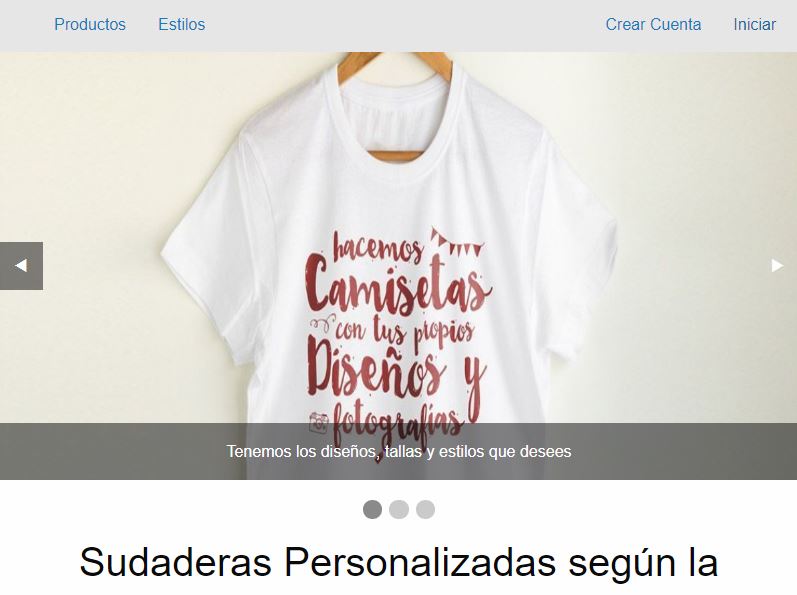 Productos Estilos Crear Cuenta Iniciar
hacemos
Camisetas
con tus propios
Diseños y
fotografías
Tenemos los diseños, tallas y estilos que desees
Sudaderas Personalizadas según la